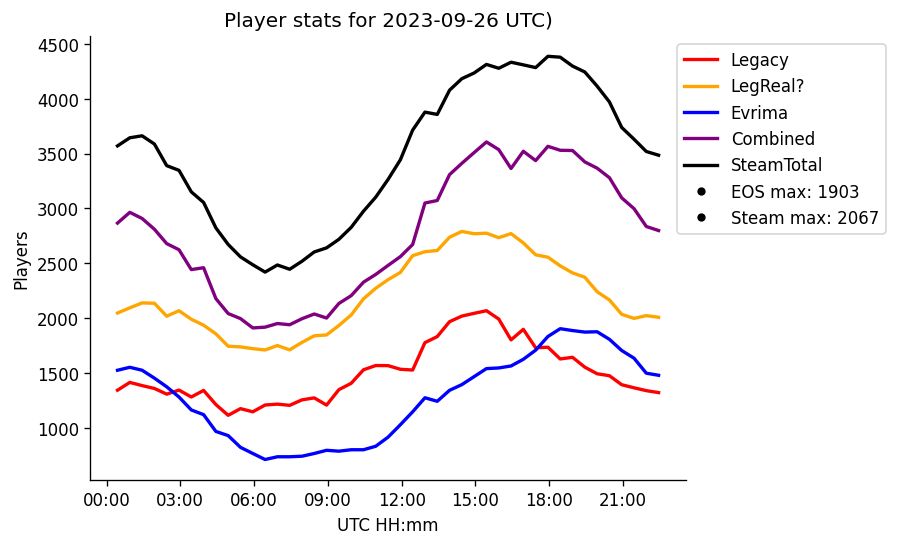 Player stats for 2023-09-26 UTC)
Players
4500
4000
3500
3000
2500
2000
1500
1000
00:00 03:00 06:00 09:00 12:00 15:00 18:00 21:00
UTC HH:mm
Legacy
LegReal?
Evrima
Combined
SteamTotal
EOS max: 1903
Steam max: 2067